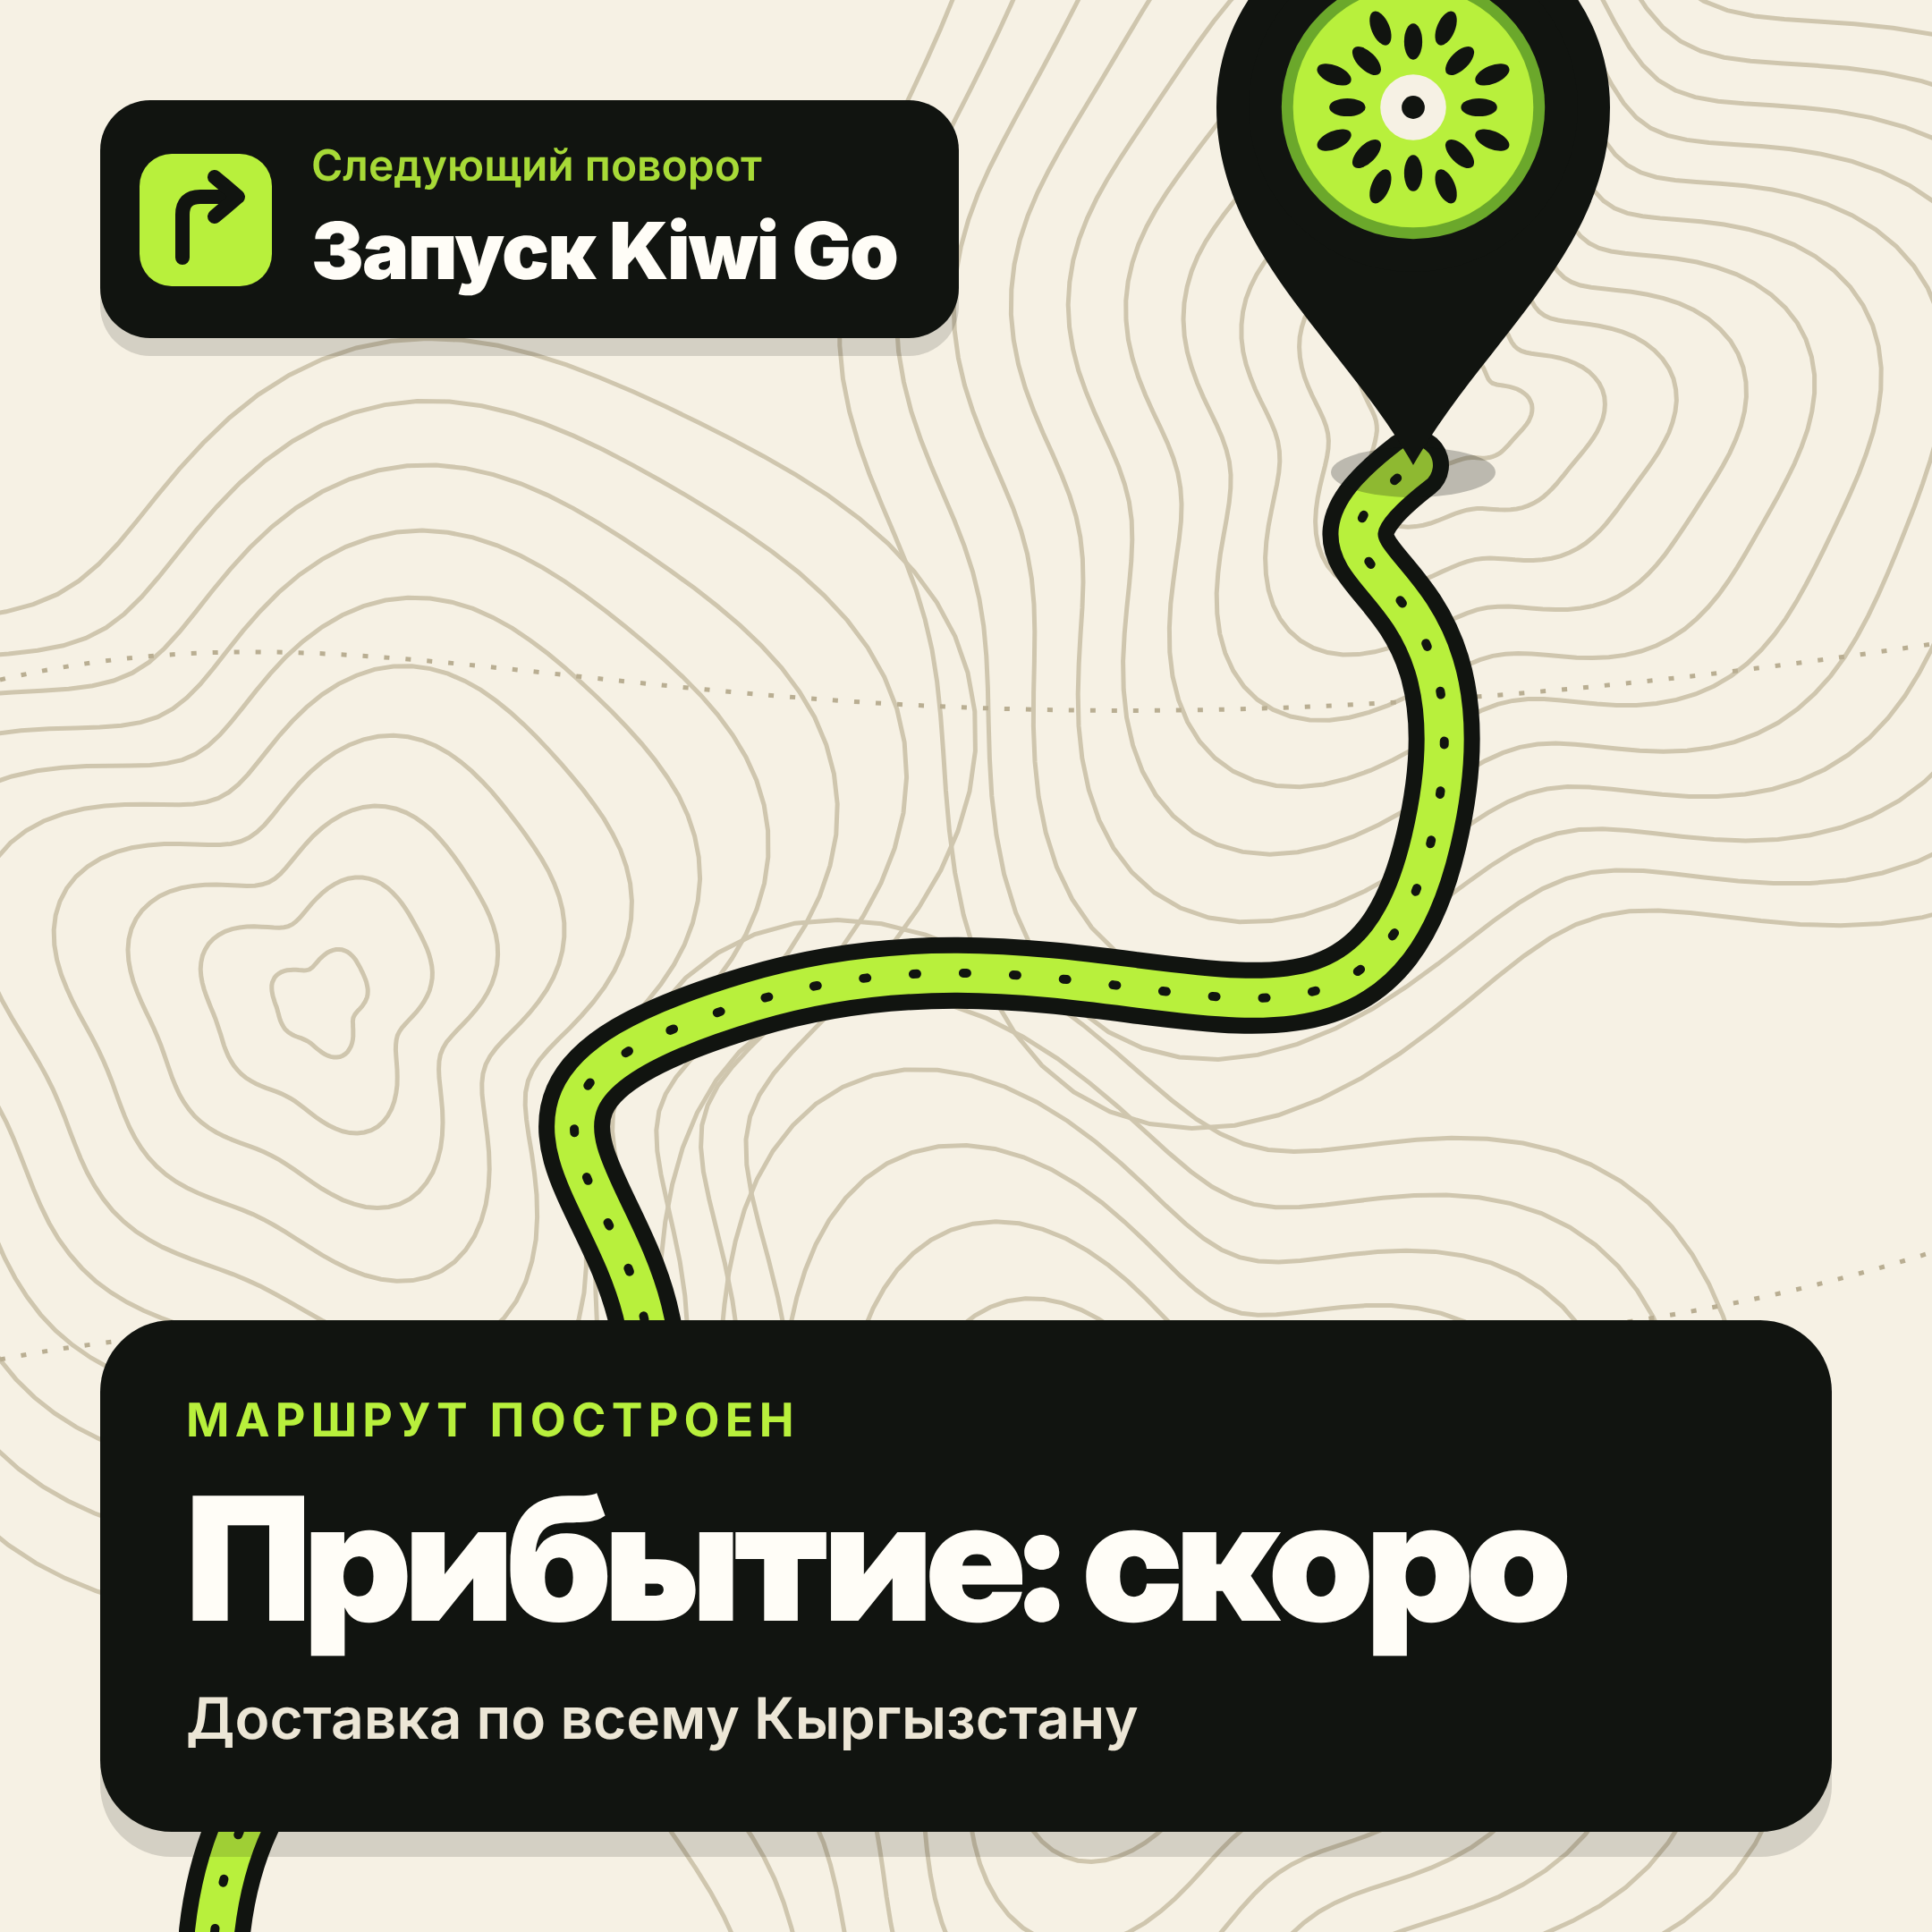 Следующий поворот
Запуск Kiwi Go
МАРШРУТ ПОСТРОЕН
Прибытие: скоро
Доставка по всему Кыргызстану